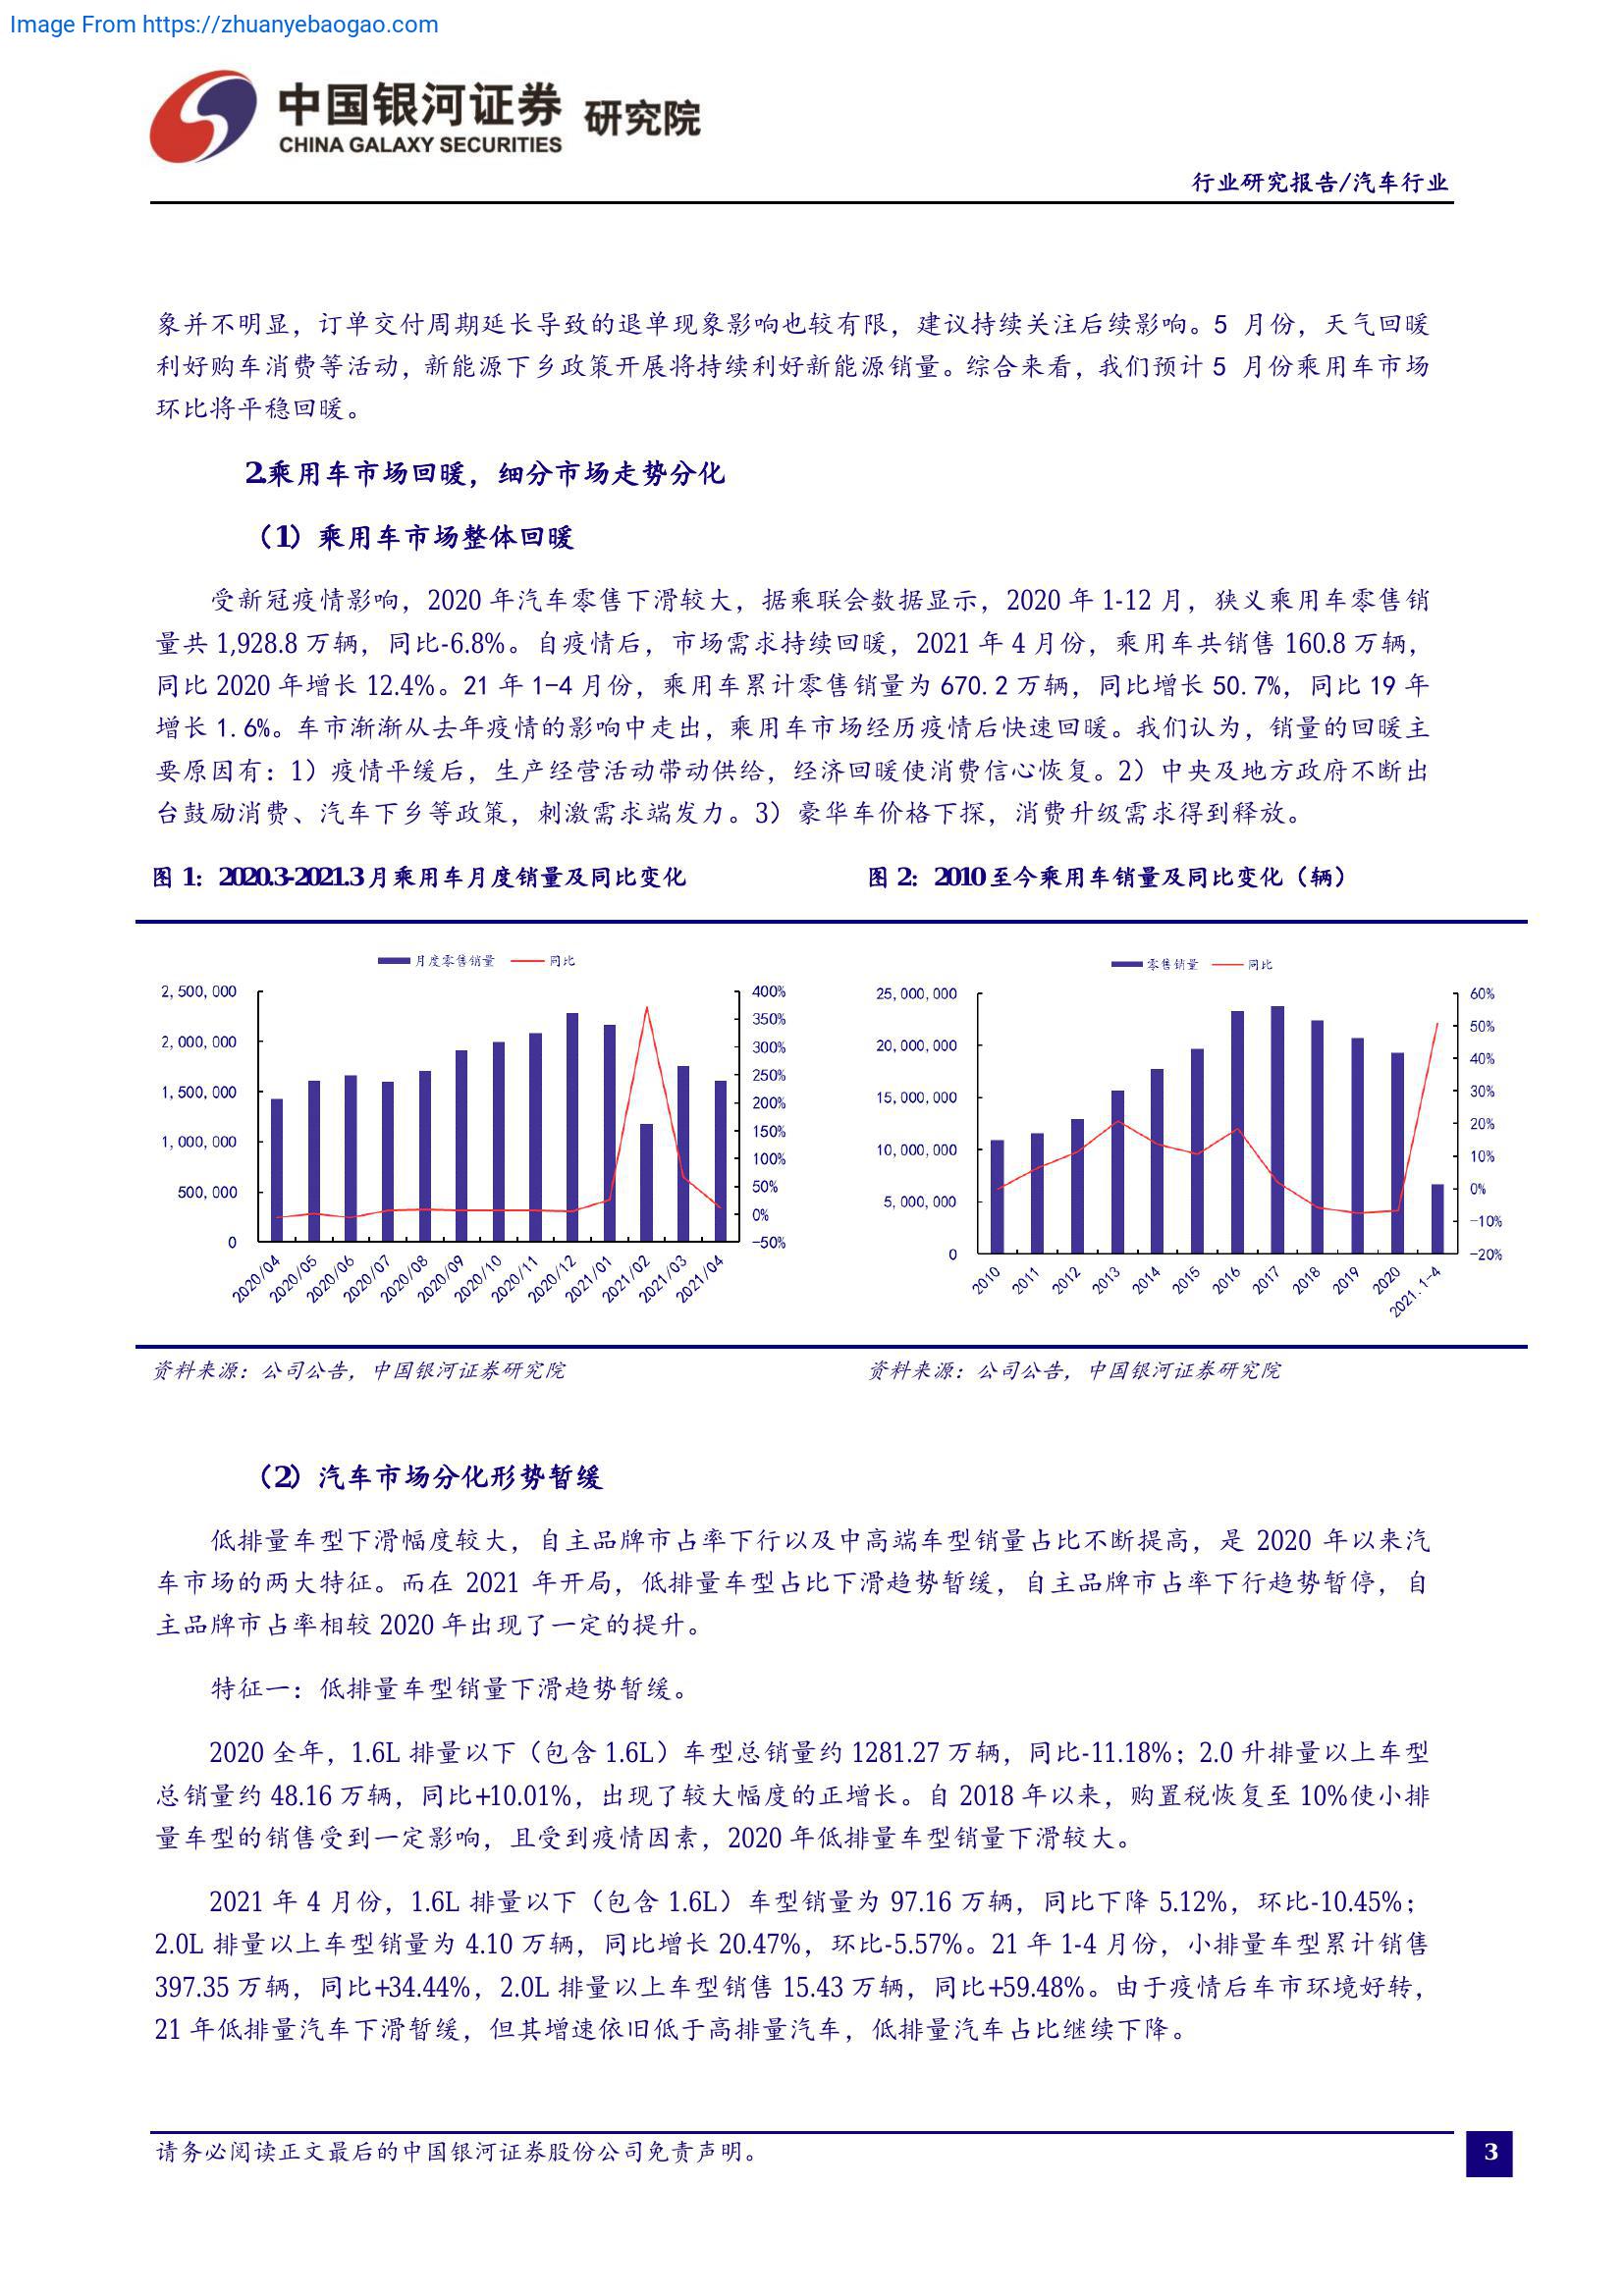 Image From https://zhuanyebaogao.com
中国银河证券 研究院
CHINA GALAXY SECURITIES
行业研究报告/汽车行业
象并不明显，订单交付周期延长导致的退单现象影响也较有限，建议持续关注后续影响。5 月份，天气回暖
利好购车消费等活动，新能源下乡政策开展将持续利好新能源销量。综合来看，我们预计 5 月份乘用车市场
环比将平稳回暖。
2.乘用车市场回暖，细分市场走势分化
（1）乘用车市场整体回暖
受新冠疫情影响，2020 年汽车零售下滑较大，据乘联会数据显示，2020 年 1-12 月，狭义乘用车零售销
量共 1,928.8 万辆，同比-6.8%。自疫情后，市场需求持续回暖，2021 年 4 月份，乘用车共销售 160.8 万辆，
同比 2020 年增长 12.4%。21 年 1-4 月份，乘用车累计零售销量为 670.2 万辆，同比增长 50.7%，同比 19 年
增长 1.6%。车市渐渐从去年疫情的影响中走出，乘用车市场经历疫情后快速回暖。我们认为，销量的回暖主
要原因有：1）疫情平缓后，生产经营活动带动供给，经济回暖使消费信心恢复。2）中央及地方政府不断出
台鼓励消费、汽车下乡等政策，刺激需求端发力。3）豪华车价格下探，消费升级需求得到释放。
图 1：2020.3-2021.3 月乘用车月度销量及同比变化
月度零售销量 同比
2,500,000
2,000,000
1,500,000
1,000,000
500,000
0
400%
350%
300%
250%
200%
150%
100%
50%
0%
-50%
2020/04 2020/05 2020/06 2020/07 2020/08 2020/09 2020/10 2020/11 2020/12 2021/01 2021/02 2021/03 2021/04
资料来源：公司公告，中国银河证券研究院
图 2：2010 至今乘用车销量及同比变化（辆）
零售销量 同比
25,000,000
20,000,000
15,000,000
10,000,000
5,000,000
0
60%
50%
40%
30%
20%
10%
0%
-10%
-20%
2010 2011 2012 2013 2014 2015 2016 2017 2018 2019 2020 2021.1-4
资料来源：公司公告，中国银河证券研究院
（2）汽车市场分化形势暂缓
低排量车型下滑幅度较大，自主品牌市占率下行以及中高端车型销量占比不断提高，是 2020 年以来汽
车市场的两大特征。而在 2021 年开局，低排量车型占比下滑趋势暂缓，自主品牌市占率下行趋势暂停，自
主品牌市占率相较 2020 年出现了一定的提升。
特征一：低排量车型销量下滑趋势暂缓。
2020 全年，1.6L 排量以下（包含 1.6L）车型总销量约 1281.27 万辆，同比-11.18%；2.0 升排量以上车型
总销量约 48.16 万辆，同比+10.01%，出现了较大幅度的正增长。自 2018 年以来，购置税恢复至 10%使小排
量车型的销售受到一定影响，且受到疫情因素，2020 年低排量车型销量下滑较大。
2021 年 4 月份，1.6L 排量以下（包含 1.6L）车型销量为 97.16 万辆，同比下降 5.12%，环比-10.45%；
2.0L 排量以上车型销量为 4.10 万辆，同比增长 20.47%，环比-5.57%。21 年 1-4 月份，小排量车型累计销售
397.35 万辆，同比+34.44%，2.0L 排量以上车型销售 15.43 万辆，同比+59.48%。由于疫情后车市环境好转，
21 年低排量汽车下滑暂缓，但其增速依旧低于高排量汽车，低排量汽车占比继续下降。
请务必阅读正文最后的中国银河证券股份公司免责声明。
3